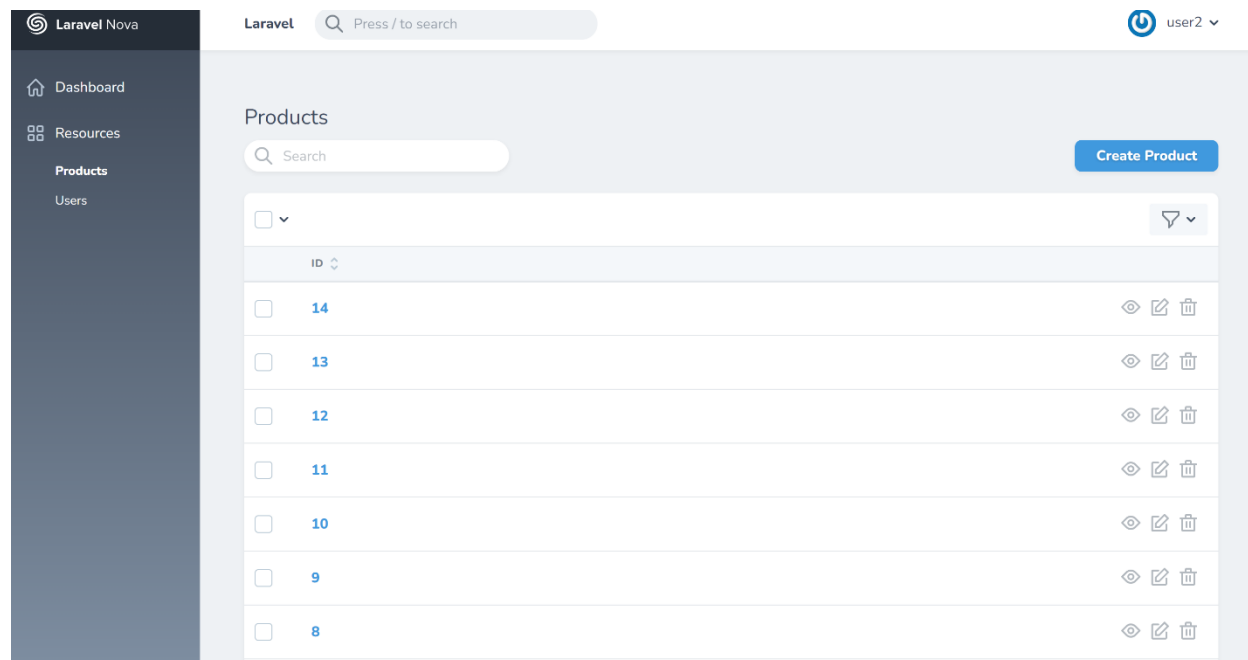 Laravel Nova
Laravel
Press / to search
user2
Dashboard
Resources
Products
Users
Products
Search
Create Product
ID
14
13
12
11
10
9
8